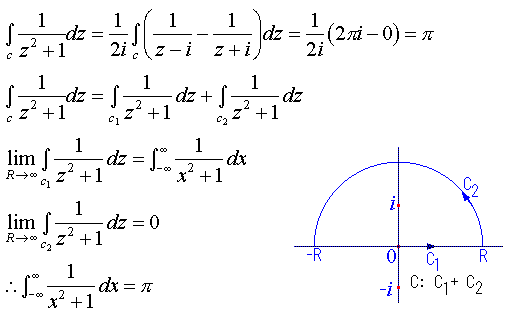 ∫_c 1/(z²+1) dz = 1/(2i) ∫_c (1/(z−i) − 1/(z+i)) dz = 1/(2i) (2πi−0) = π
∫_c 1/(z²+1) dz = ∫_{c₁} 1/(z²+1) dz + ∫_{c₂} 1/(z²+1) dz
lim_{R→∞} ∫_{c₁} 1/(z²+1) dz = ∫_{−∞}^{∞} 1/(x²+1) dx
lim_{R→∞} ∫_{c₂} 1/(z²+1) dz = 0
∴ ∫_{−∞}^{∞} 1/(x²+1) dx = π
C₂
i
-R 0 C₁ R
-i C: C₁+ C₂